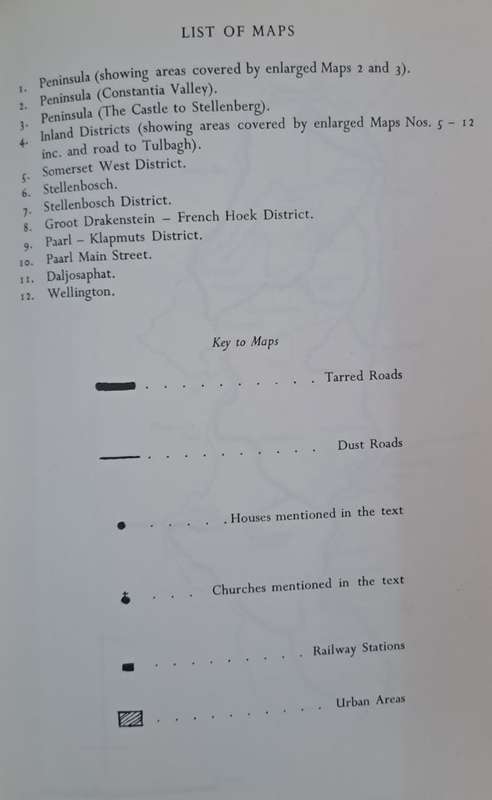 LIST OF MAPS
1. Peninsula (showing areas covered by enlarged Maps 2 and 3).
2. Peninsula (Constantia Valley).
3. Peninsula (The Castle to Stellenberg).
4. Inland Districts (showing areas covered by enlarged Maps Nos. 5 – 12
inc. and road to Tulbagh).
5. Somerset West District.
6. Stellenbosch.
7. Stellenbosch District.
8. Groot Drakenstein – French Hoek District.
9. Paarl – Klapmuts District.
10. Paarl Main Street.
11. Daljosaphat.
12. Wellington.
Key to Maps
. . . . . . . . . . Tarred Roads
. . . . . . . . . . Dust Roads
. . . . . Houses mentioned in the text
. . . Churches mentioned in the text
. . . . . . . . . Railway Stations
. . . . . . . . . . Urban Areas